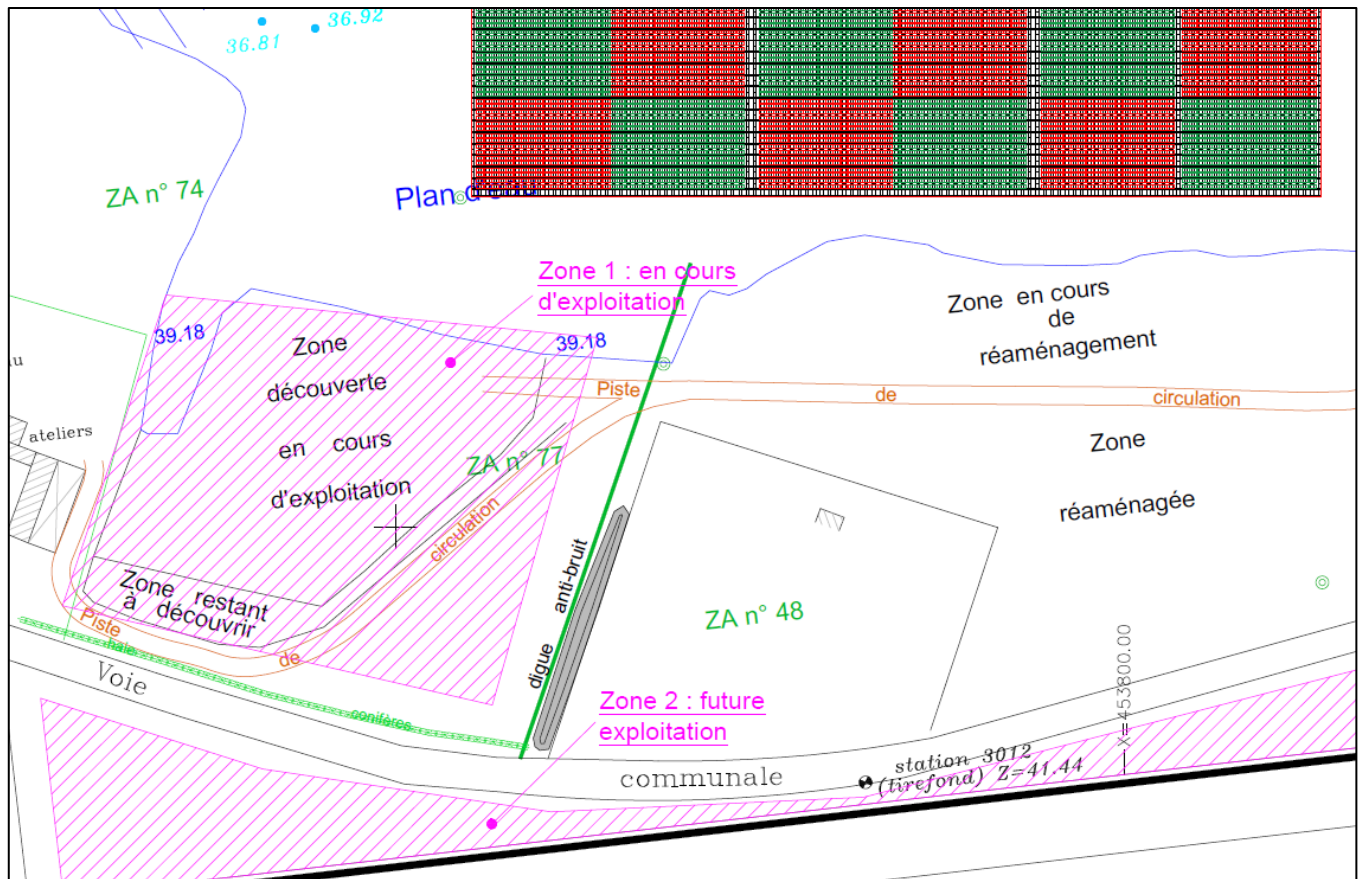 36.92
36.81
ZA n° 74
Plan d'eau
Zone 1 : en cours
d'exploitation
Zone en cours
de
réaménagement
39.18
39.18
Zone
découverte
en cours
d'exploitation
Piste
de
circulation
ateliers
Zone
réaménagée
ZA n° 77
circulation
Zone restant
à découvrir
Piste
de
haie
conifères
digue anti-bruit
ZA n° 48
Voie
communale
Zone 2 : future
exploitation
station 3012
(tirefond) Z=41.44
X=453800.00